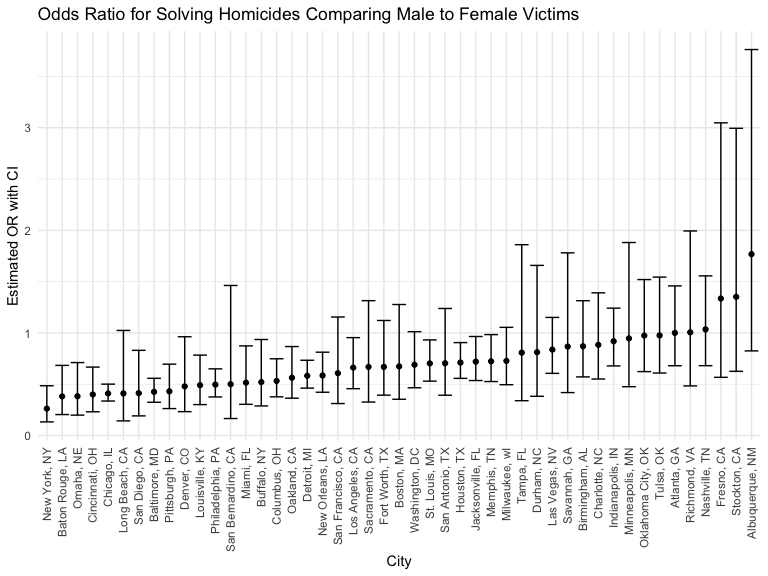 Odds Ratio for Solving Homicides Comparing Male to Female Victims
Estimated OR with CI
3
2
1
0
New York, NY
Baton Rouge, LA
Omaha, NE
Cincinnati, OH
Chicago, IL
Long Beach, CA
San Diego, CA
Baltimore, MD
Pittsburgh, PA
Denver, CO
Louisville, KY
Philadelphia, PA
San Bernardino, CA
Miami, FL
Buffalo, NY
Columbus, OH
Oakland, CA
Detroit, MI
New Orleans, LA
San Francisco, CA
Los Angeles, CA
Sacramento, CA
Fort Worth, TX
Boston, MA
Washington, DC
St. Louis, MO
San Antonio, TX
Houston, TX
Jacksonville, FL
Memphis, TN
Milwaukee, wI
Tampa, FL
Durham, NC
Las Vegas, NV
Savannah, GA
Birmingham, AL
Charlotte, NC
Indianapolis, IN
Minneapolis, MN
Oklahoma City, OK
Tulsa, OK
Atlanta, GA
Richmond, VA
Nashville, TN
Fresno, CA
Stockton, CA
Albuquerque, NM
City